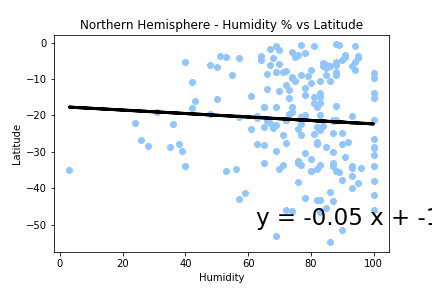 Northern Hemisphere - Humidity % vs Latitude
0
−10
−20
−30
−40
−50
Latitude
y = -0.05 x + -1
0 20 40 60 80 100
Humidity